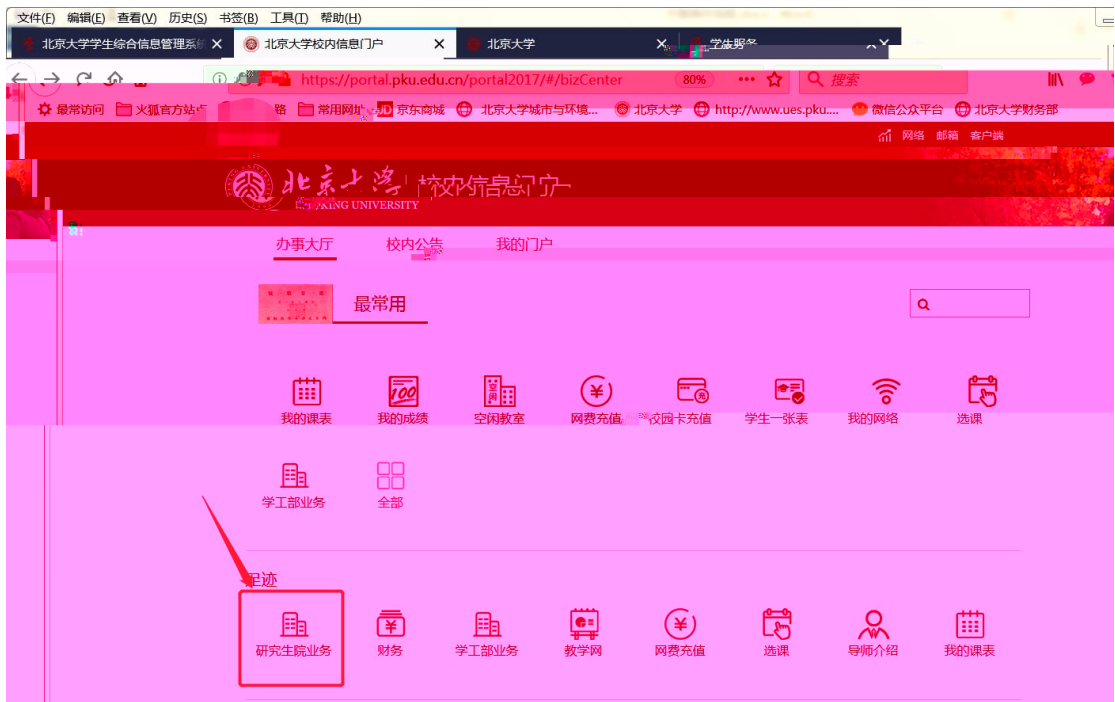 文件(F) 编辑(E) 查看(V) 历史(S) 书签(B) 工具(T) 帮助(H)
北京大学学生综合信息管理系统 北京大学校内信息门户 北京大学
https://portal.pku.edu.cn/portal2017/#/bizCenter 80% 搜索
最常访问 火狐官方站点 常用网址 JD 京东商城 北京大学城市与环境... 北京大学 http://www.ues.pku.... 微信公众平台 北京大学财务部
网络 邮箱 客户端
北京大学 校内信息门户
PEKING UNIVERSITY
办事大厅 校内公告 我的门户
最常用
我的课表 我的成绩 空闲教室 网费充值 校园卡充值 学生一张表 我的网络 选课
学工部业务 全部
足迹
研究生院业务 财务 学工部业务 教学网 网费充值 选课 导师介绍 我的课表